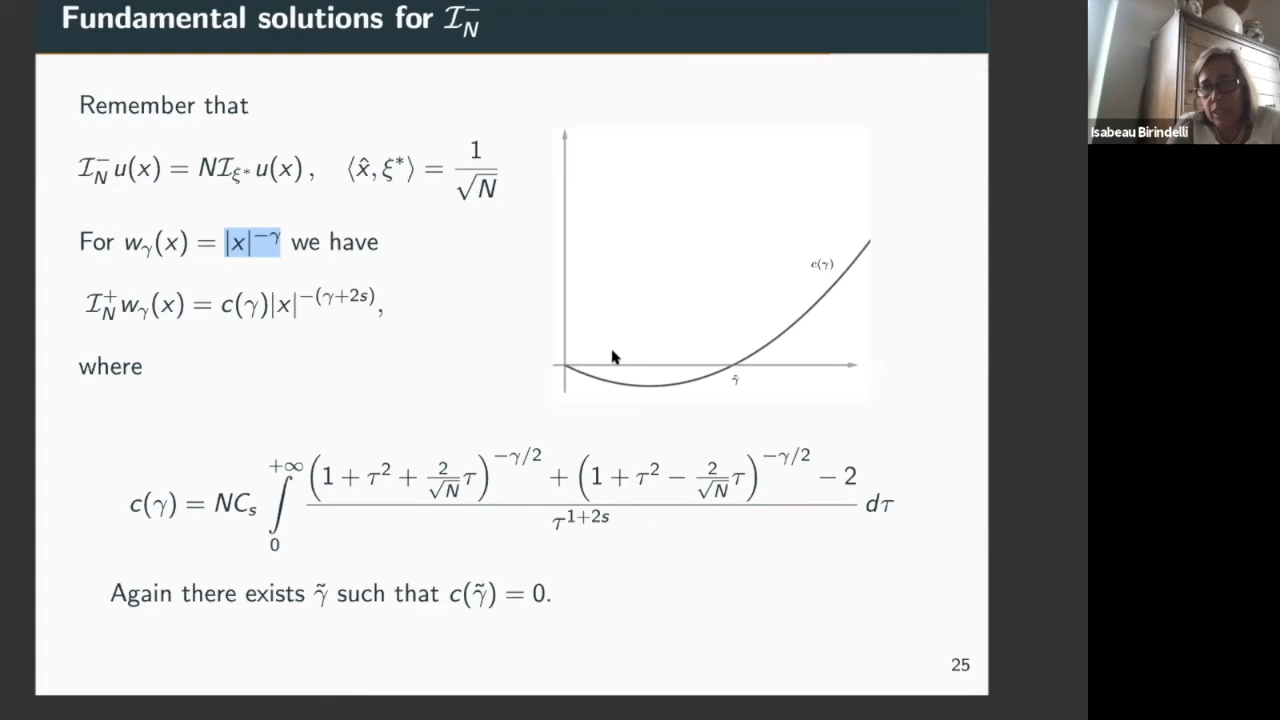 Fundamental solutions for $\mathcal{I}_N^-$
Remember that
$\mathcal{I}_N^- u(x) = N\mathcal{I}_{\xi^*} u(x)\,, \quad \langle \hat{x}, \xi^* \rangle = \frac{1}{\sqrt{N}}$
For $w_\gamma(x) = |x|^{-\gamma}$ we have
$\mathcal{I}_N^+ w_\gamma(x) = c(\gamma)|x|^{-(\gamma+2s)},$
where
c(γ)
$\tilde{\gamma}$
$c(\gamma) = NC_s \int\limits_0^{+\infty} \frac{\left(1 + \tau^2 + \frac{2}{\sqrt{N}}\tau\right)^{-\gamma/2} + \left(1 + \tau^2 - \frac{2}{\sqrt{N}}\tau\right)^{-\gamma/2} - 2}{\tau^{1+2s}} \, d\tau$
Again there exists $\tilde{\gamma}$ such that $c(\tilde{\gamma}) = 0.$
25
Isabeau Birindelli